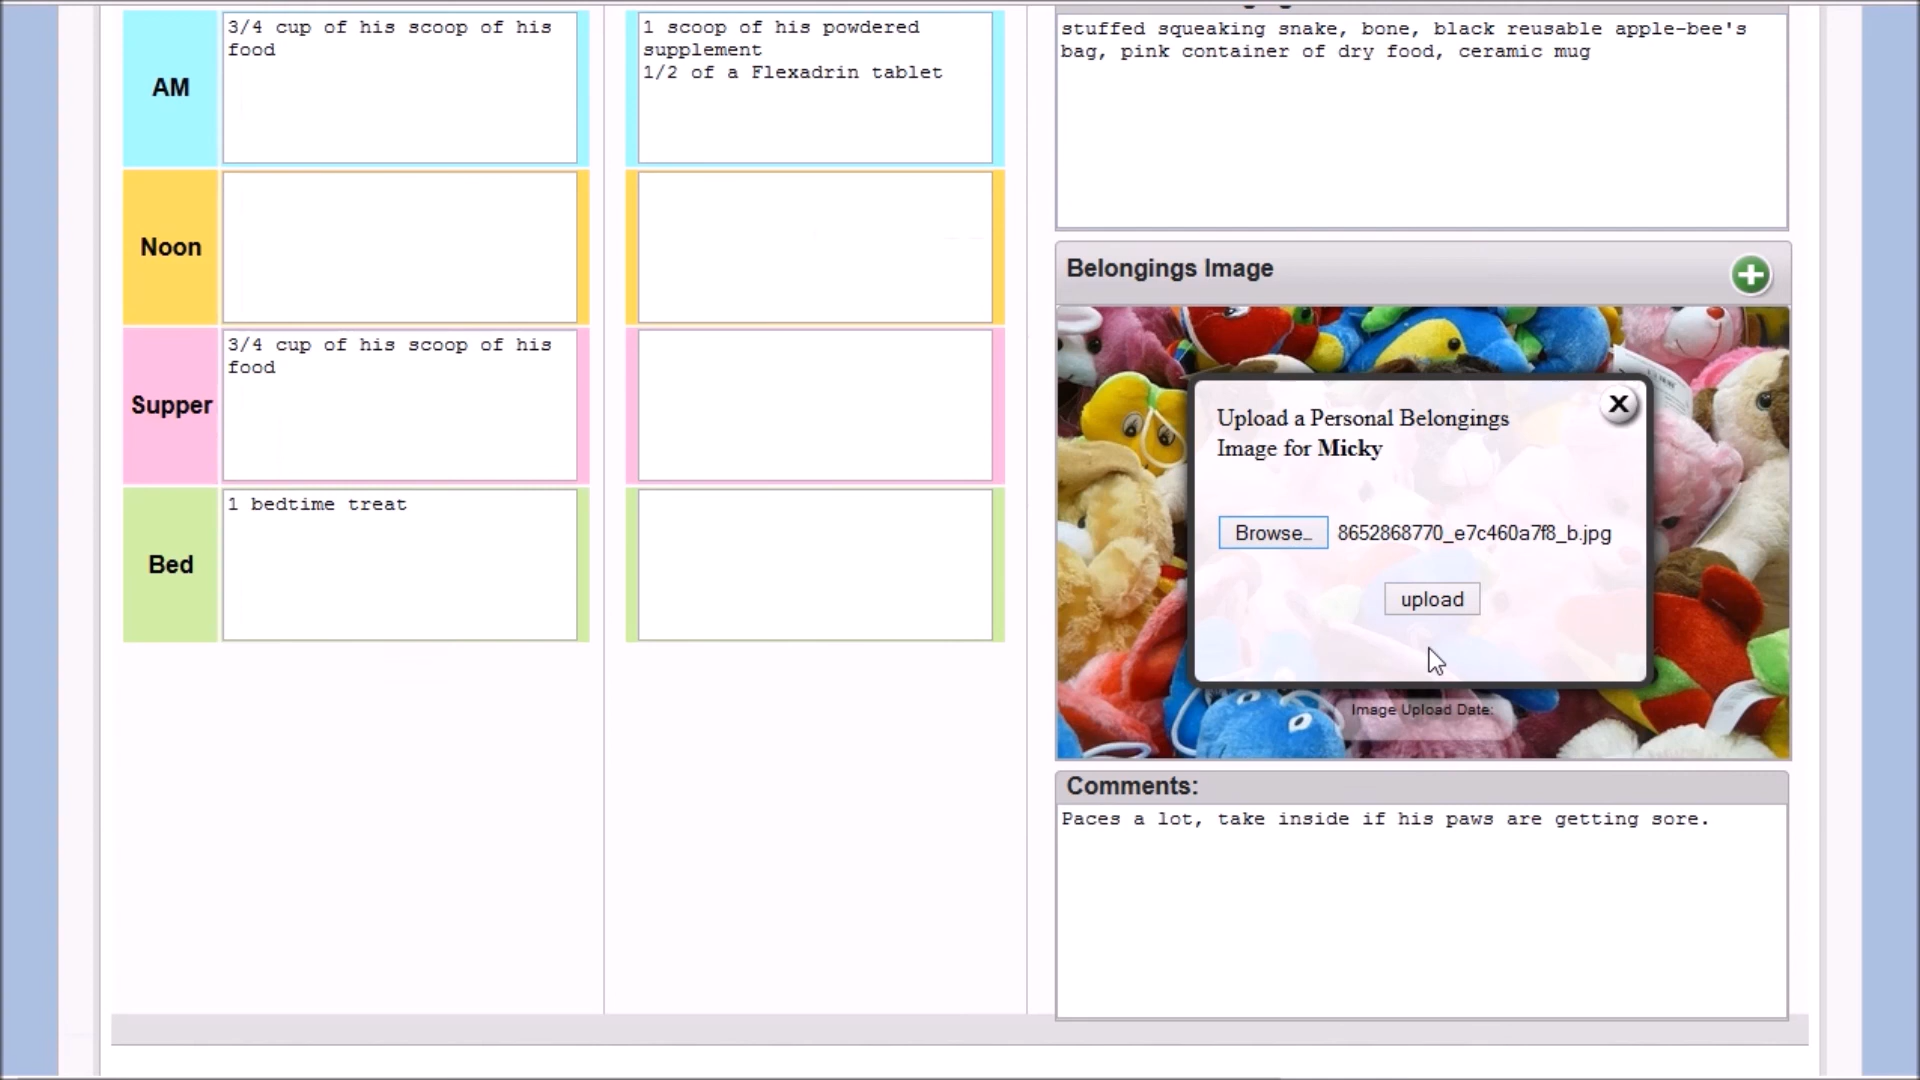 AM
3/4 cup of his scoop of his
food
1 scoop of his powdered
supplement
1/2 of a Flexadrin tablet
Noon
Supper
3/4 cup of his scoop of his
food
Bed
1 bedtime treat
stuffed squeaking snake, bone, black reusable apple-bee's
bag, pink container of dry food, ceramic mug
Belongings Image
X
Upload a Personal Belongings
Image for Micky
Browse… 8652868770_e7c460a7f8_b.jpg
upload
Image Upload Date:
Comments:
Paces a lot, take inside if his paws are getting sore.